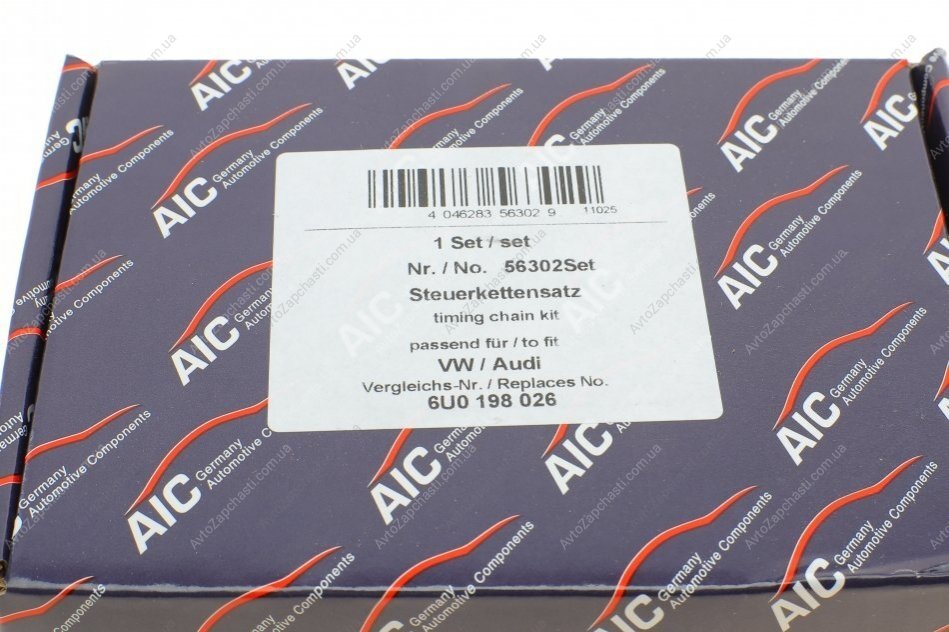 4 046283 56302 9 11025
1 Set / set
Nr. / No. 56302Set
Steuerkettensatz
timing chain kit
passend für / to fit
VW / Audi
Vergleichs-Nr. / Replaces No.
6U0 198 026
AIC Germany
Automotive Components
AvtoZapchasti.com.ua